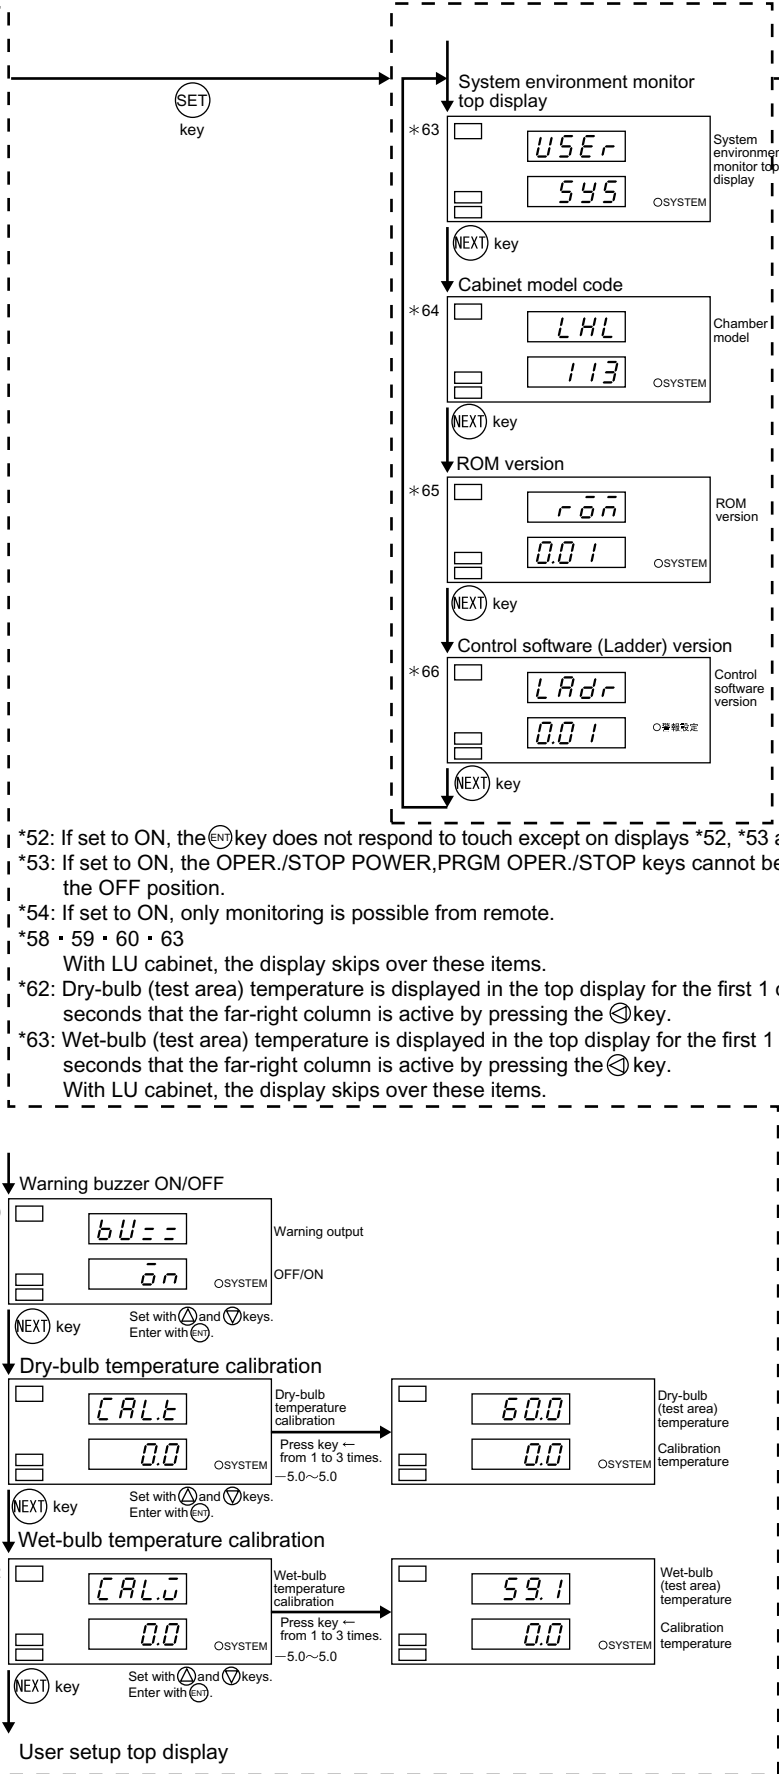 SET
key
System environment monitor
top display
*63
USEr
SYS
○SYSTEM
System
environmen
monitor top
display
NEXT key
Cabinet model code
*64
LHL
113
○SYSTEM
Chamber
model
NEXT key
ROM version
*65
rōn̄
0.01
○SYSTEM
ROM
version
NEXT key
Control software (Ladder) version
*66
LAdr
0.01
○警報設定
Control
software
version
NEXT key
*52: If set to ON, the ENT key does not respond to touch except on displays *52, *53 a
*53: If set to ON, the OPER./STOP POWER,PRGM OPER./STOP keys cannot be
the OFF position.
*54: If set to ON, only monitoring is possible from remote.
*58・59・60・63
With LU cabinet, the display skips over these items.
*62: Dry-bulb (test area) temperature is displayed in the top display for the first 1 o
seconds that the far-right column is active by pressing the ◁ key.
*63: Wet-bulb (test area) temperature is displayed in the top display for the first 1
seconds that the far-right column is active by pressing the ◁ key.
With LU cabinet, the display skips over these items.
Warning buzzer ON/OFF
bUzz
ōn
○SYSTEM
Warning output
OFF/ON
NEXT key
Set with △ and ▽ keys.
Enter with ENT.
Dry-bulb temperature calibration
CAL.t
0.0
○SYSTEM
Dry-bulb
temperature
calibration
Press key ←
from 1 to 3 times.
−5.0～5.0
60.0
0.0
○SYSTEM
Dry-bulb
(test area)
temperature
Calibration
temperature
NEXT key
Set with △ and ▽ keys.
Enter with ENT.
Wet-bulb temperature calibration
CAL.ū
0.0
○SYSTEM
Wet-bulb
temperature
calibration
Press key ←
from 1 to 3 times.
−5.0～5.0
59.1
0.0
○SYSTEM
Wet-bulb
(test area)
temperature
Calibration
temperature
NEXT key
Set with △ and ▽ keys.
Enter with ENT.
User setup top display